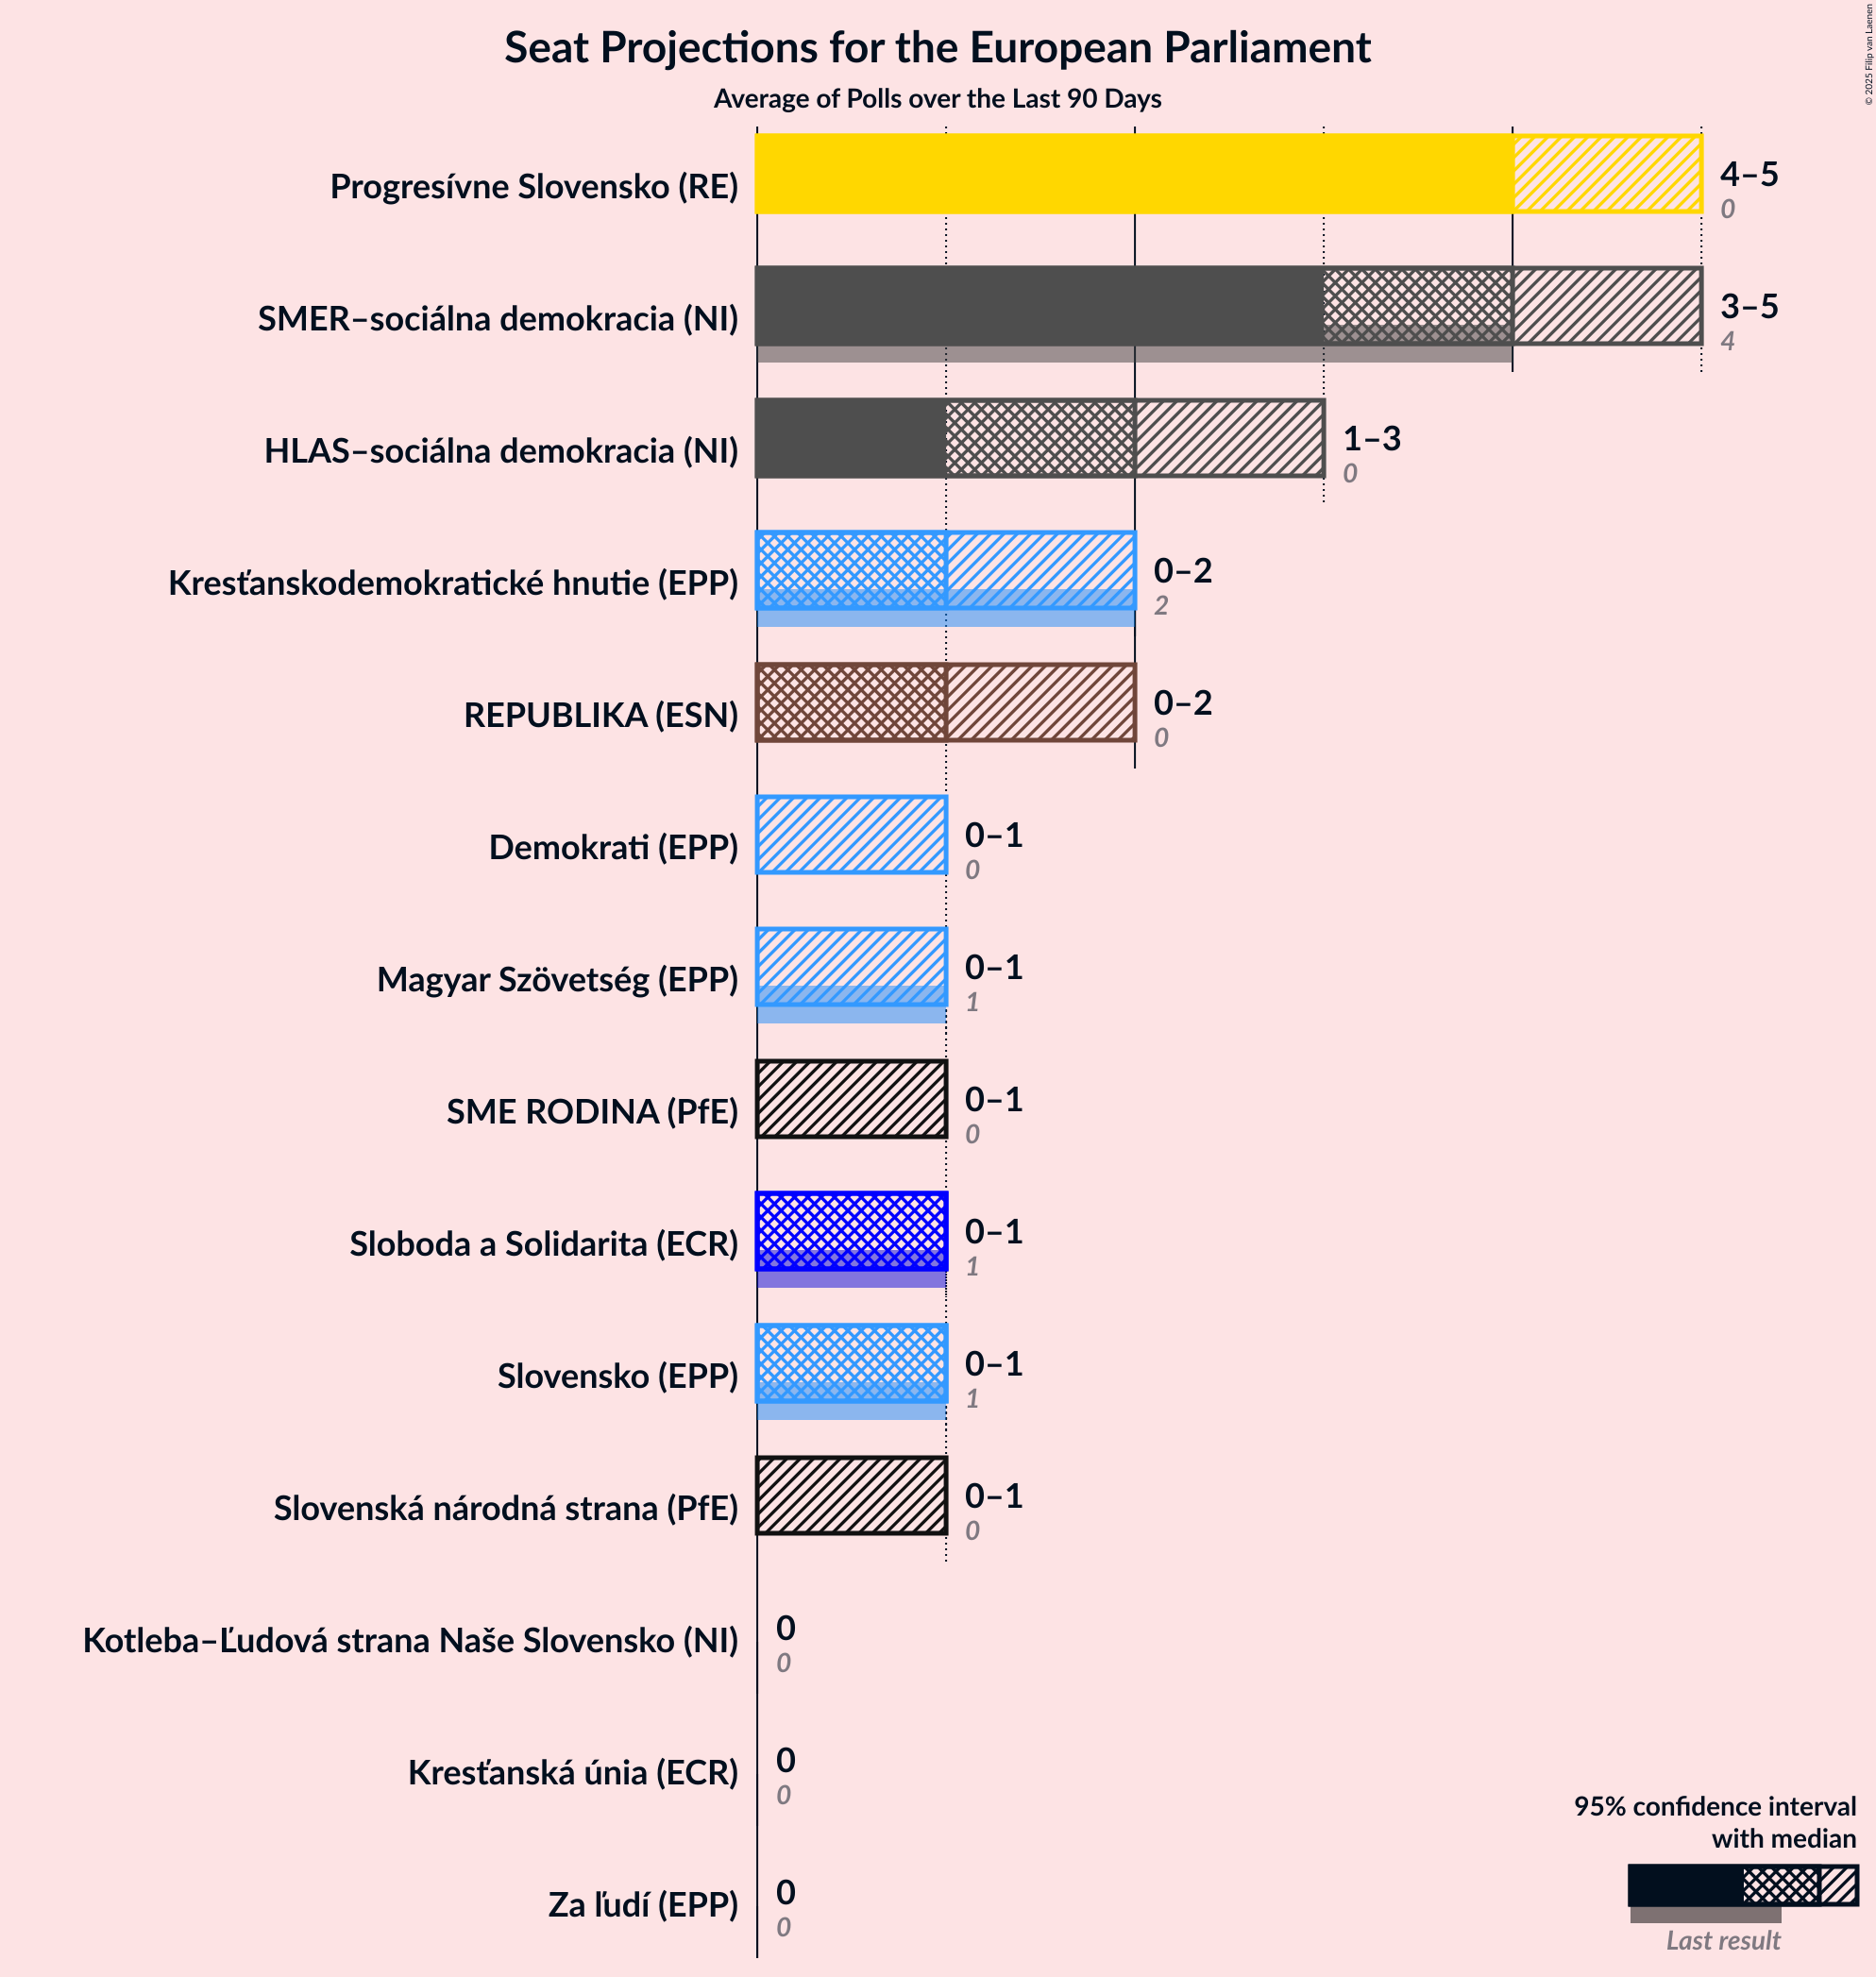 Seat Projections for the European Parliament
Average of Polls over the Last 90 Days
© 2025 Filip van Laenen
Progresívne Slovensko (RE)
4–5
0
SMER–sociálna demokracia (NI)
3–5
4
HLAS–sociálna demokracia (NI)
1–3
0
Kresťanskodemokratické hnutie (EPP)
0–2
2
REPUBLIKA (ESN)
0–2
0
Demokrati (EPP)
0–1
0
Magyar Szövetség (EPP)
0–1
1
SME RODINA (PfE)
0–1
0
Sloboda a Solidarita (ECR)
0–1
1
Slovensko (EPP)
0–1
1
Slovenská národná strana (PfE)
0–1
0
Kotleba–Ľudová strana Naše Slovensko (NI)
0
0
Kresťanská únia (ECR)
0
0
Za ľudí (EPP)
0
0
95% confidence interval
with median
Last result